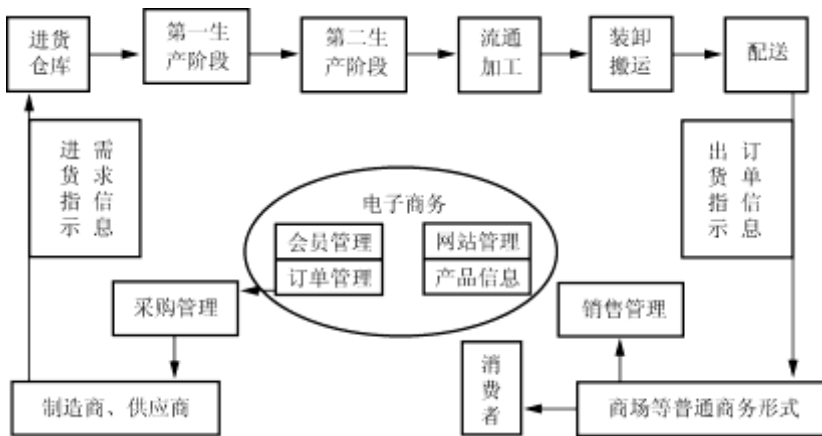 进货
仓库
第一生
产阶段
第二生
产阶段
流通
加工
装卸
搬运
配送
进货指示
需求信息
出货指示
订单信息
电子商务
会员管理
网站管理
订单管理
产品信息
采购管理
销售管理
消费者
制造商、供应商
商场等普通商务形式